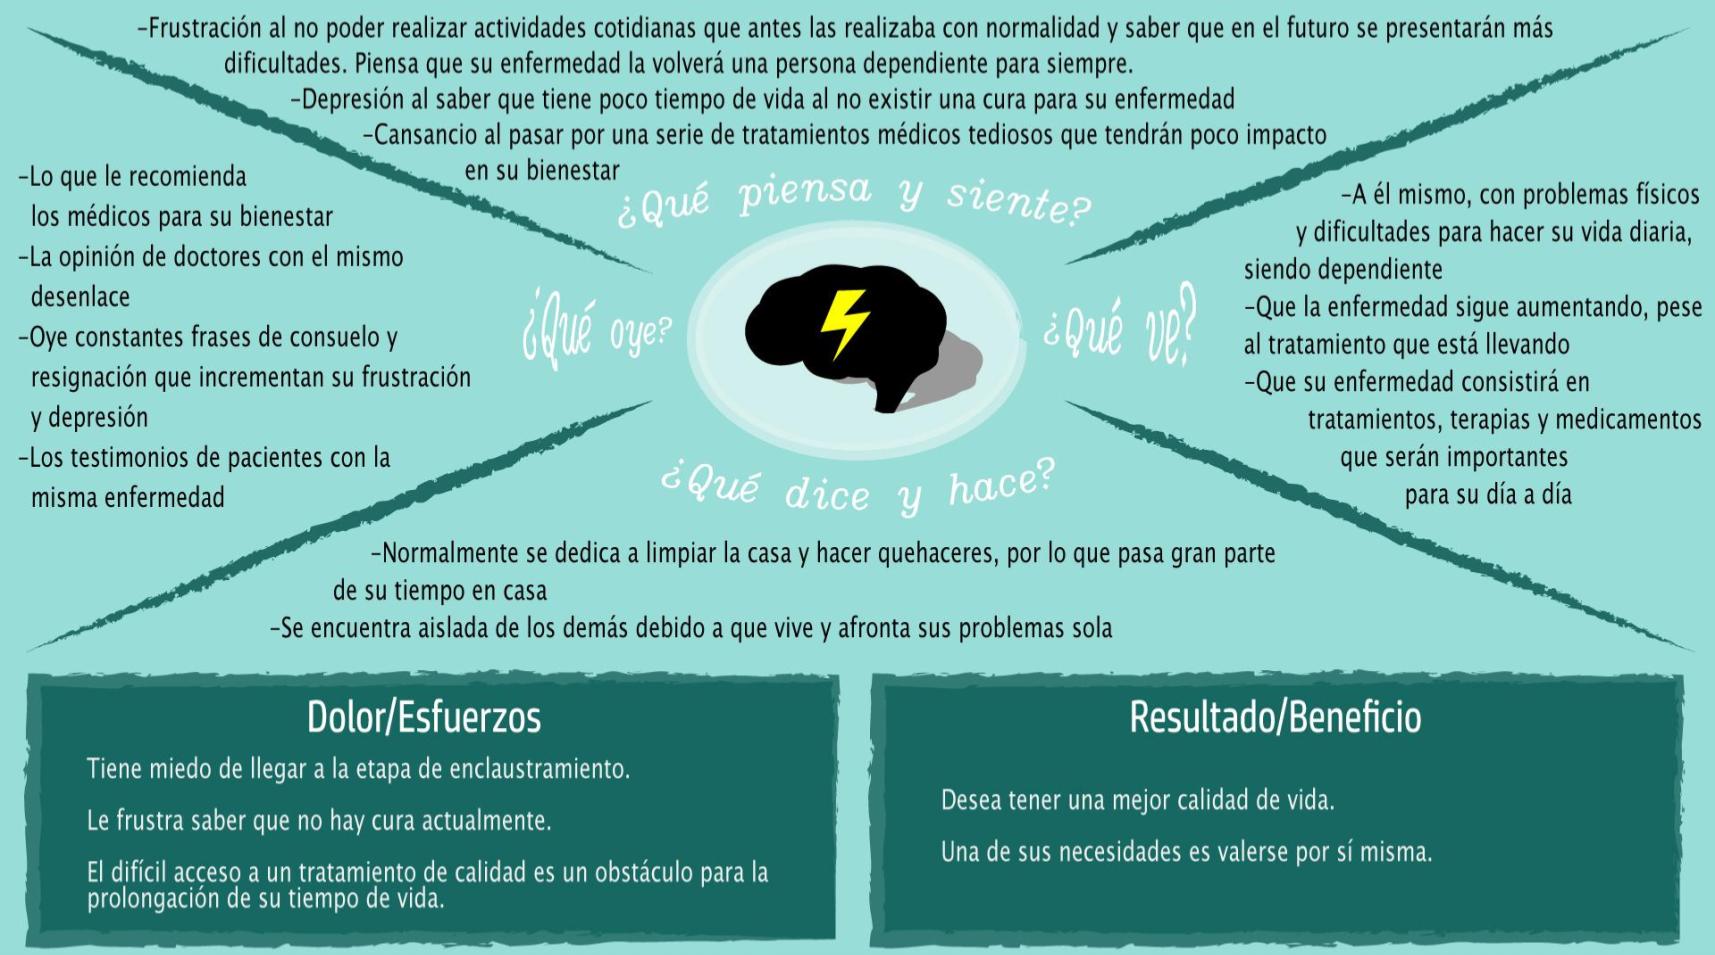 –Frustración al no poder realizar actividades cotidianas que antes las realizaba con normalidad y saber que en el futuro se presentarán más
dificultades. Piensa que su enfermedad la volverá una persona dependiente para siempre.
–Depresión al saber que tiene poco tiempo de vida al no existir una cura para su enfermedad
–Cansancio al pasar por una serie de tratamientos médicos tediosos que tendrán poco impacto
en su bienestar
¿Qué piensa y siente?
–Lo que le recomienda
los médicos para su bienestar
–La opinión de doctores con el mismo
desenlace
–Oye constantes frases de consuelo y
resignación que incrementan su frustración
y depresión
–Los testimonios de pacientes con la
misma enfermedad
¿Qué oye?
¿Qué ve?
–A él mismo, con problemas físicos
y dificultades para hacer su vida diaria,
siendo dependiente
–Que la enfermedad sigue aumentando, pese
al tratamiento que está llevando
–Que su enfermedad consistirá en
tratamientos, terapias y medicamentos
que serán importantes
para su día a día
¿Qué dice y hace?
–Normalmente se dedica a limpiar la casa y hacer quehaceres, por lo que pasa gran parte
de su tiempo en casa
–Se encuentra aislada de los demás debido a que vive y afronta sus problemas sola
Dolor/Esfuerzos
Tiene miedo de llegar a la etapa de enclaustramiento.
Le frustra saber que no hay cura actualmente.
El difícil acceso a un tratamiento de calidad es un obstáculo para la
prolongación de su tiempo de vida.
Resultado/Beneficio
Desea tener una mejor calidad de vida.
Una de sus necesidades es valerse por sí misma.